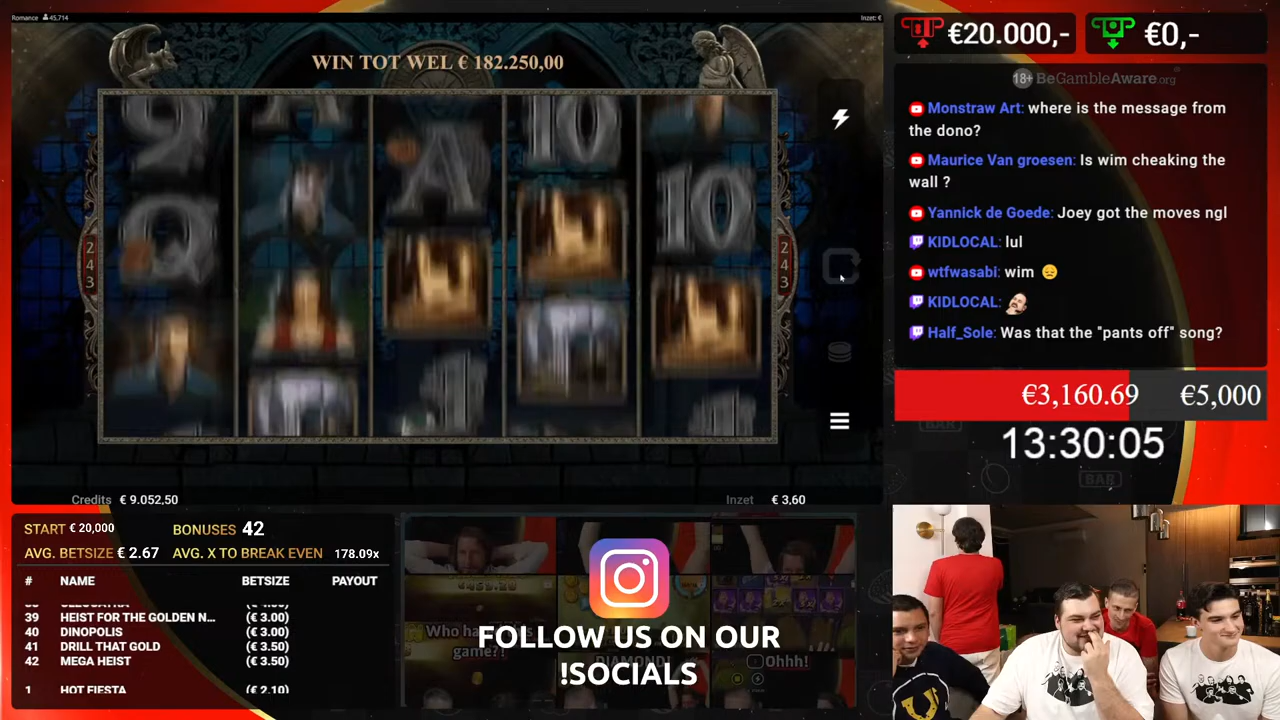 Romance 45,714
Inzet: €
WIN TOT WEL € 182.250,00
10
A
Q
10
243
243
Credits € 9.052,50
Inzet € 3,60
€20.000,-
€0,-
18+ BeGambleAware.org
Monstraw Art: where is the message from
the dono?
Maurice Van groesen: Is wim cheaking the
wall ?
Yannick de Goede: Joey got the moves ngl
KIDLOCAL: lul
wtfwasabi: wim
KIDLOCAL:
Half_Sole: Was that the "pants off" song?
€3,160.69 €5,000
13:30:05
BAR
START € 20,000 BONUSES 42
AVG. BETSIZE € 2.67 AVG. X TO BREAK EVEN 178.09x
# NAME BETSIZE PAYOUT
39 HEIST FOR THE GOLDEN N... (€ 3.00)
40 DINOPOLIS (€ 3.00)
41 DRILL THAT GOLD (€ 3.50)
42 MEGA HEIST (€ 3.50)
1 HOT FIESTA (€ 2.10)
FOLLOW US ON OUR
!SOCIALS
game?!
Ohhh!